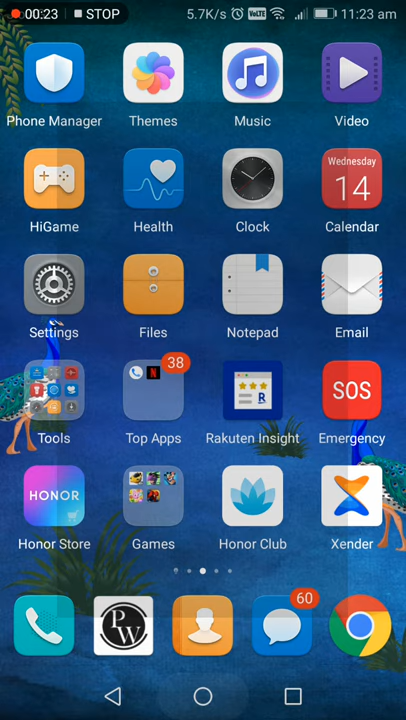 00:23 STOP 5.7K/s VoLTE 11:23 am
Phone Manager Themes Music Video
Wednesday
14
HiGame Health Clock Calendar
Settings Files Notepad Email
38
N
R
SOS
Tools Top Apps Rakuten Insight Emergency
HONOR
Honor Store Games Honor Club Xender
PW
60